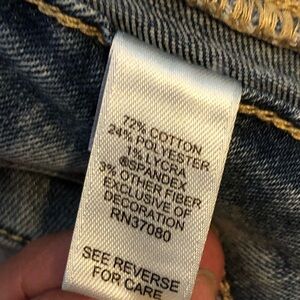 72% COTTON
24% POLYESTER
1% LYCRA
®SPANDEX
3% OTHER FIBER
EXCLUSIVE OF
DECORATION
RN37080
SEE REVERSE
FOR CARE